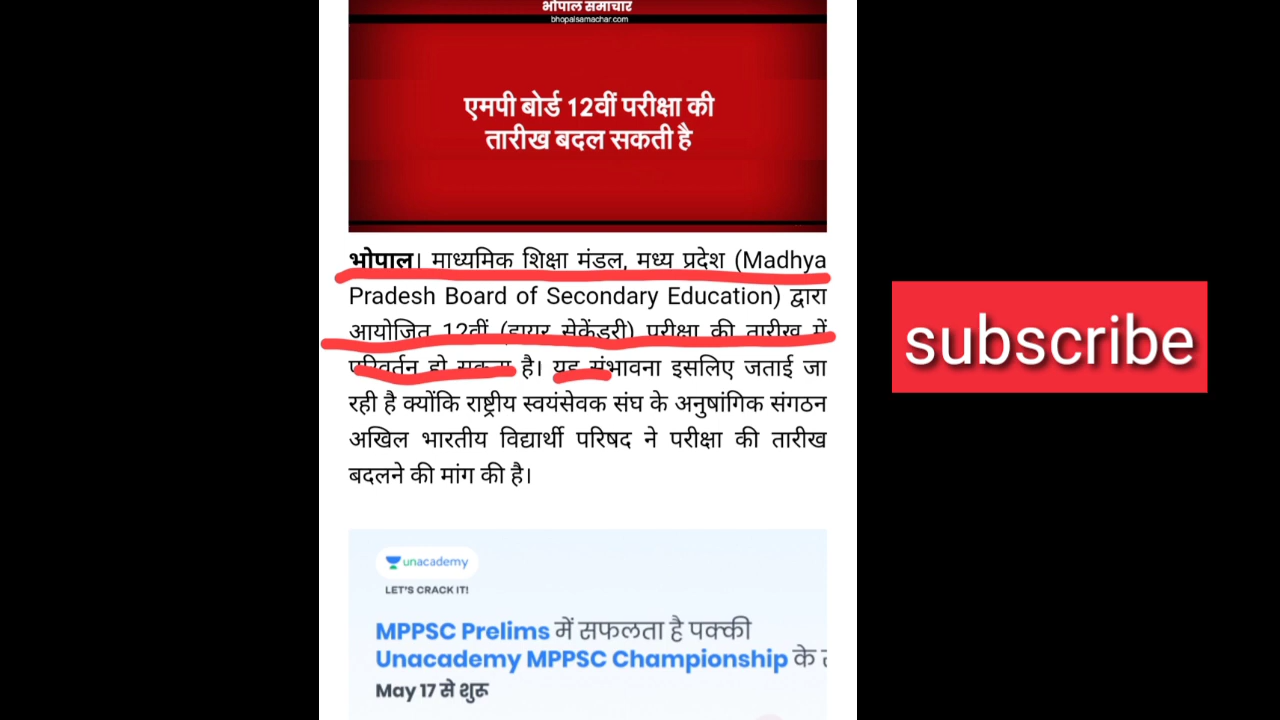 भोपाल समाचार
bhopalsamachar.com
एमपी बोर्ड 12वीं परीक्षा की
तारीख बदल सकती है
भोपाल। माध्यमिक शिक्षा मंडल, मध्य प्रदेश (Madhya
Pradesh Board of Secondary Education) द्वारा
आयोजित 12वीं (हायर सेकेंडरी) परीक्षा की तारीख में
परिवर्तन हो सकता है। यह संभावना इसलिए जताई जा
रही है क्योंकि राष्ट्रीय स्वयंसेवक संघ के अनुषांगिक संगठन
अखिल भारतीय विद्यार्थी परिषद ने परीक्षा की तारीख
बदलने की मांग की है।
subscribe
unacademy
LET'S CRACK IT!
MPPSC Prelims में सफलता है पक्की
Unacademy MPPSC Championship के
May 17 से शुरू